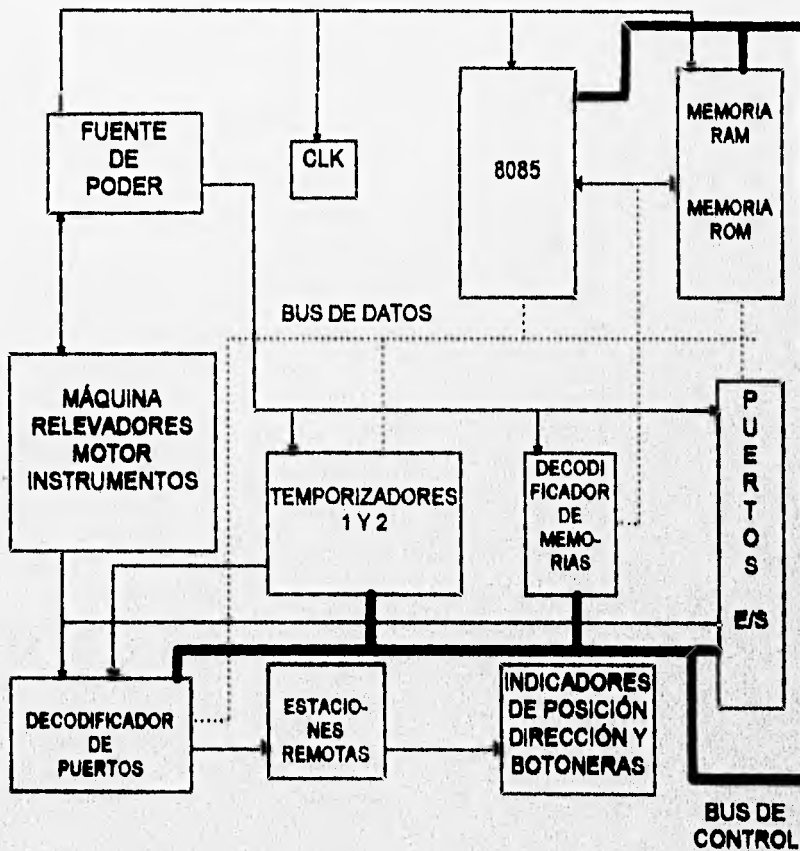 FUENTE
DE
PODER
CLK
8085
MEMORIA
RAM
MEMORIA
ROM
BUS DE DATOS
MÁQUINA
RELEVADORES
MOTOR
INSTRUMENTOS
TEMPORIZADORES
1 Y 2
DECODI
FICADOR
DE
MEMO-
RIAS
P
U
E
R
T
O
S
E/S
DECODIFICADOR
DE
PUERTOS
ESTACIO-
NES
REMOTAS
INDICADORES
DE POSICIÓN
DIRECCIÓN Y
BOTONERAS
BUS DE
CONTROL